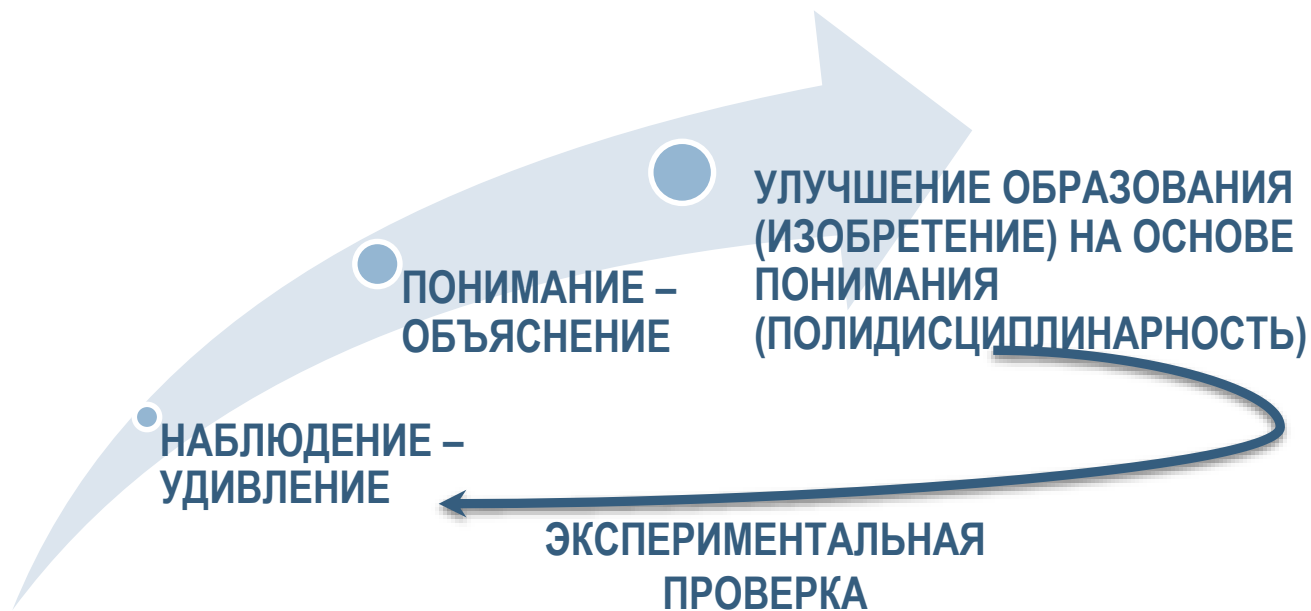 УЛУЧШЕНИЕ ОБРАЗОВАНИЯ
(ИЗОБРЕТЕНИЕ) НА ОСНОВЕ
ПОНИМАНИЯ
(ПОЛИДИСЦИПЛИНАРНОСТЬ)
ПОНИМАНИЕ –
ОБЪЯСНЕНИЕ
НАБЛЮДЕНИЕ –
УДИВЛЕНИЕ
ЭКСПЕРИМЕНТАЛЬНАЯ
ПРОВЕРКА